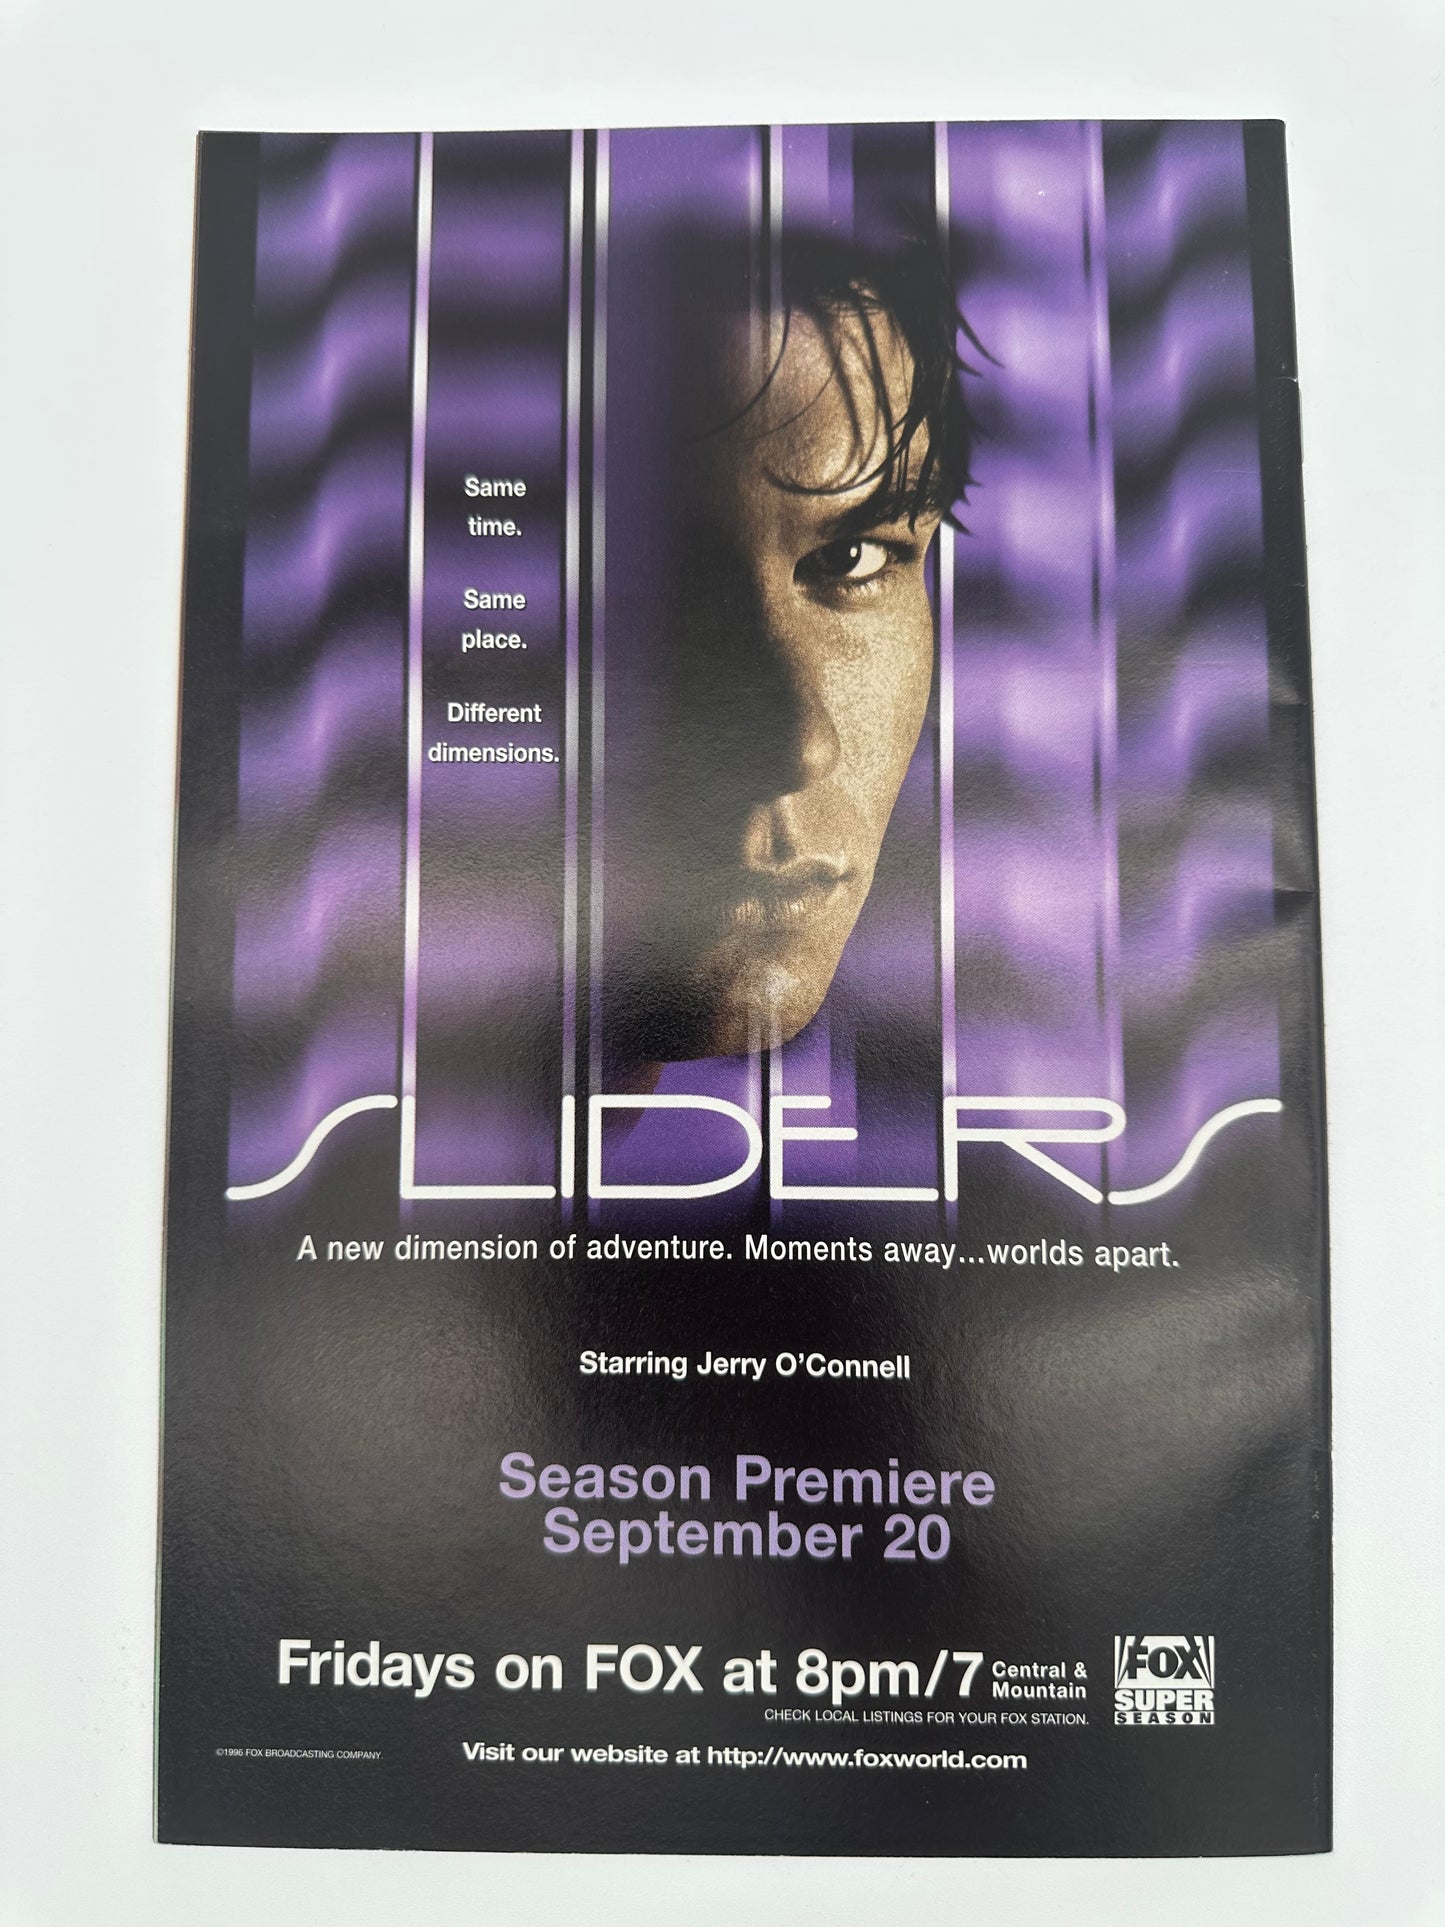 Same
time.
Same
place.
Different
dimensions.
SLIDERS
A new dimension of adventure. Moments away...worlds apart.
Starring Jerry O'Connell
Season Premiere
September 20
Fridays on FOX at 8pm/7 Central &
Mountain
CHECK LOCAL LISTINGS FOR YOUR FOX STATION.
FOX
SUPER
SEASON
©1996 FOX BROADCASTING COMPANY.
Visit our website at http://www.foxworld.com